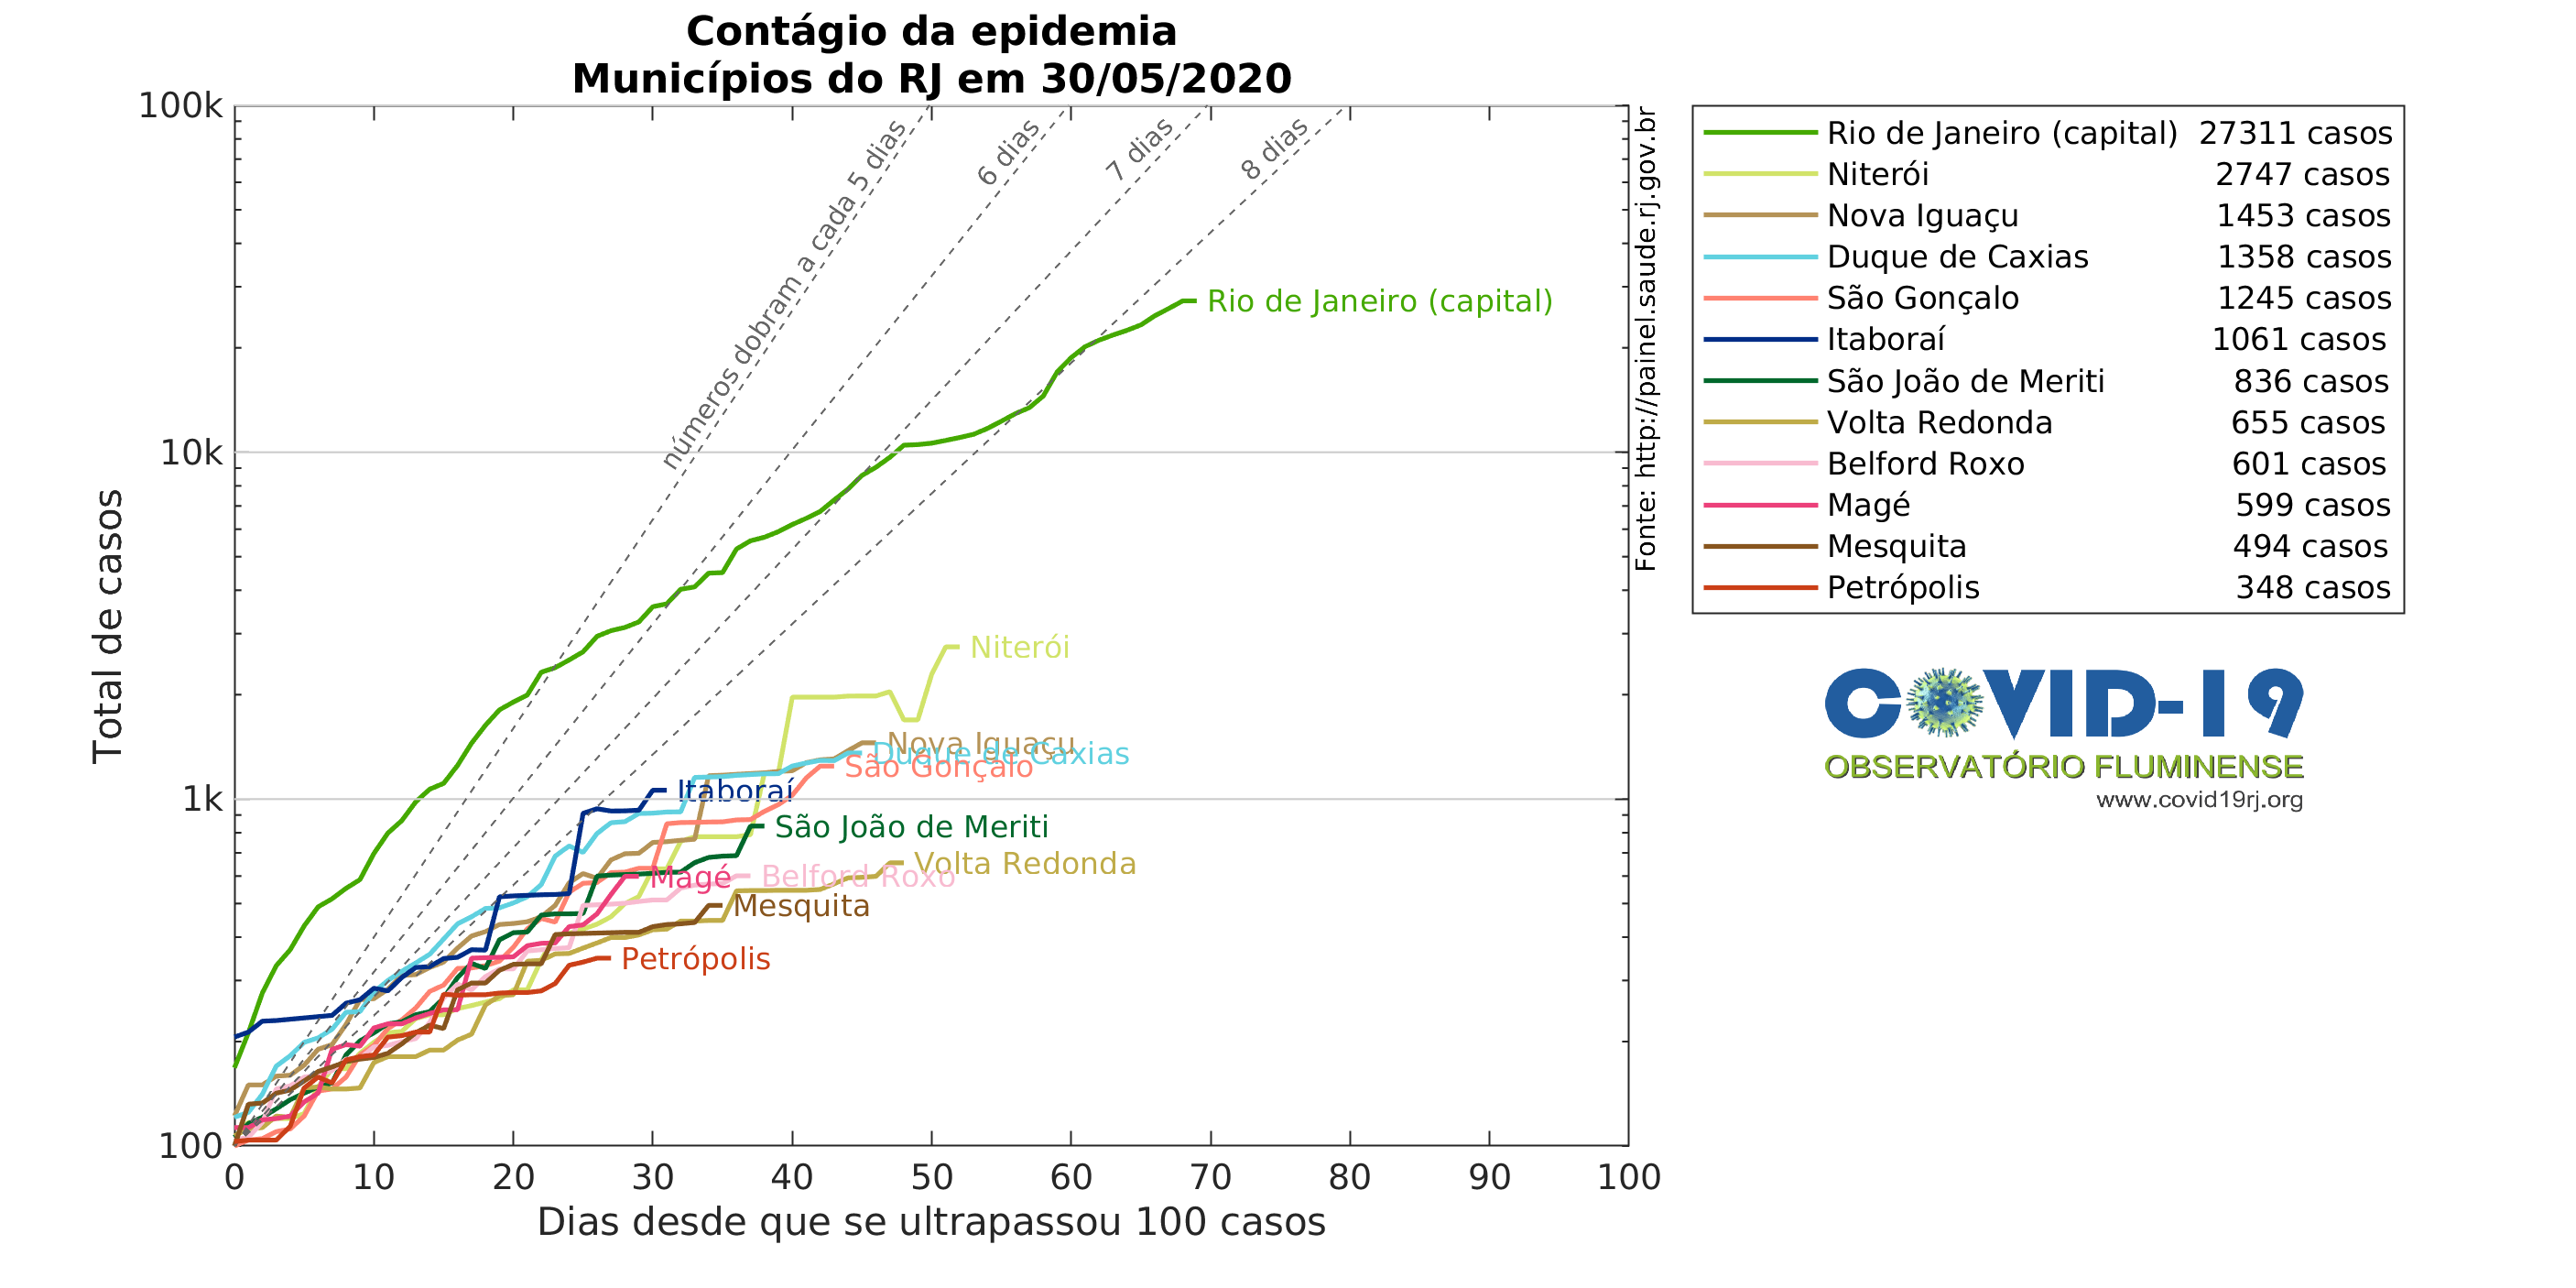 Contágio da epidemia
Municípios do RJ em 30/05/2020
100k
10k
1k
100
Total de casos
0 10 20 30 40 50 60 70 80 90 100
Dias desde que se ultrapassou 100 casos
números dobram a cada 5 dias
6 dias
7 dias
8 dias
Rio de Janeiro (capital)
Niterói
Nova Iguaçu
Duque de Caxias
São Gonçalo
Itaboraí
São João de Meriti
Volta Redonda
Magé
Belford Roxo
Mesquita
Petrópolis
Fonte: http://painel.saude.rj.gov.br
Rio de Janeiro (capital) 27311 casos
Niterói 2747 casos
Nova Iguaçu 1453 casos
Duque de Caxias 1358 casos
São Gonçalo 1245 casos
Itaboraí 1061 casos
São João de Meriti 836 casos
Volta Redonda 655 casos
Belford Roxo 601 casos
Magé 599 casos
Mesquita 494 casos
Petrópolis 348 casos
COVID-19
OBSERVATÓRIO FLUMINENSE
www.covid19rj.org